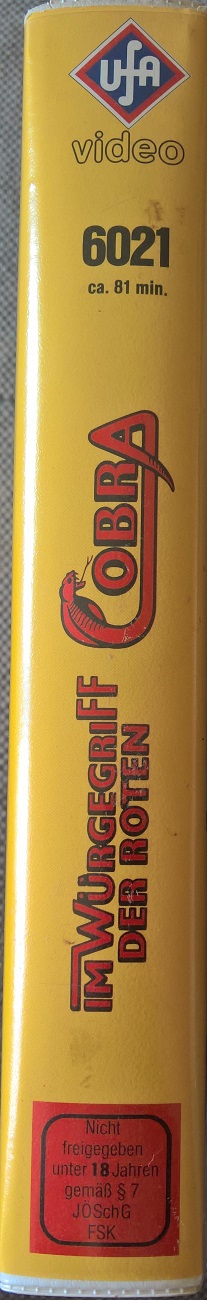 UFA
video
6021
ca. 81 min.
IM WÜRGEGRIFF
DER ROTEN
COBRA
Nicht
freigegeben
unter 18 Jahren
gemäß § 7
JÖSchG
FSK